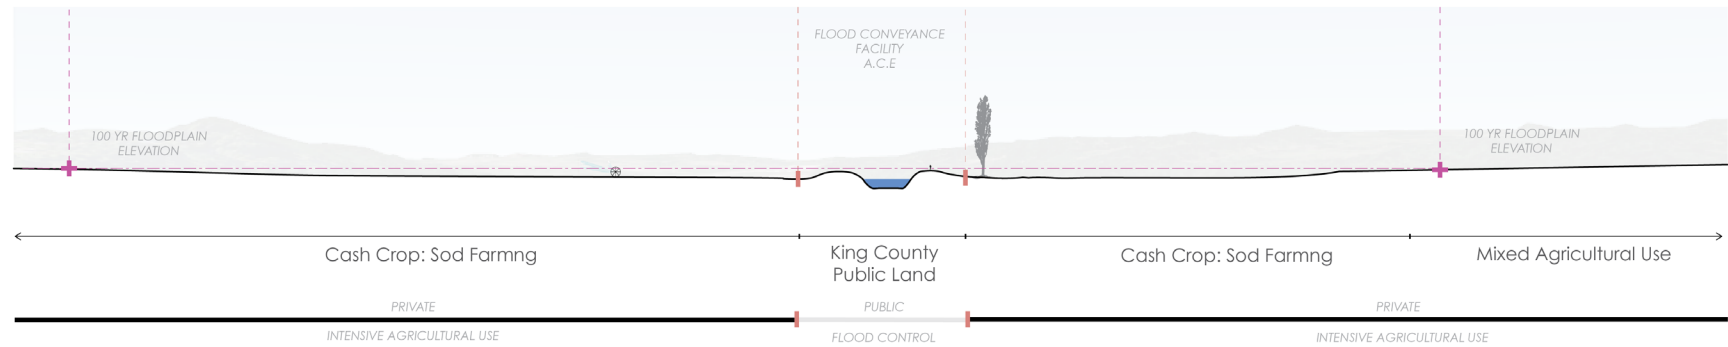 FLOOD CONVEYANCE
FACILITY
A.C.E
100 YR FLOODPLAIN
ELEVATION
100 YR FLOODPLAIN
ELEVATION
Cash Crop: Sod Farmng
King County
Public Land
Cash Crop: Sod Farmng
Mixed Agricultural Use
PRIVATE
PUBLIC
PRIVATE
INTENSIVE AGRICULTURAL USE
FLOOD CONTROL
INTENSIVE AGRICULTURAL USE